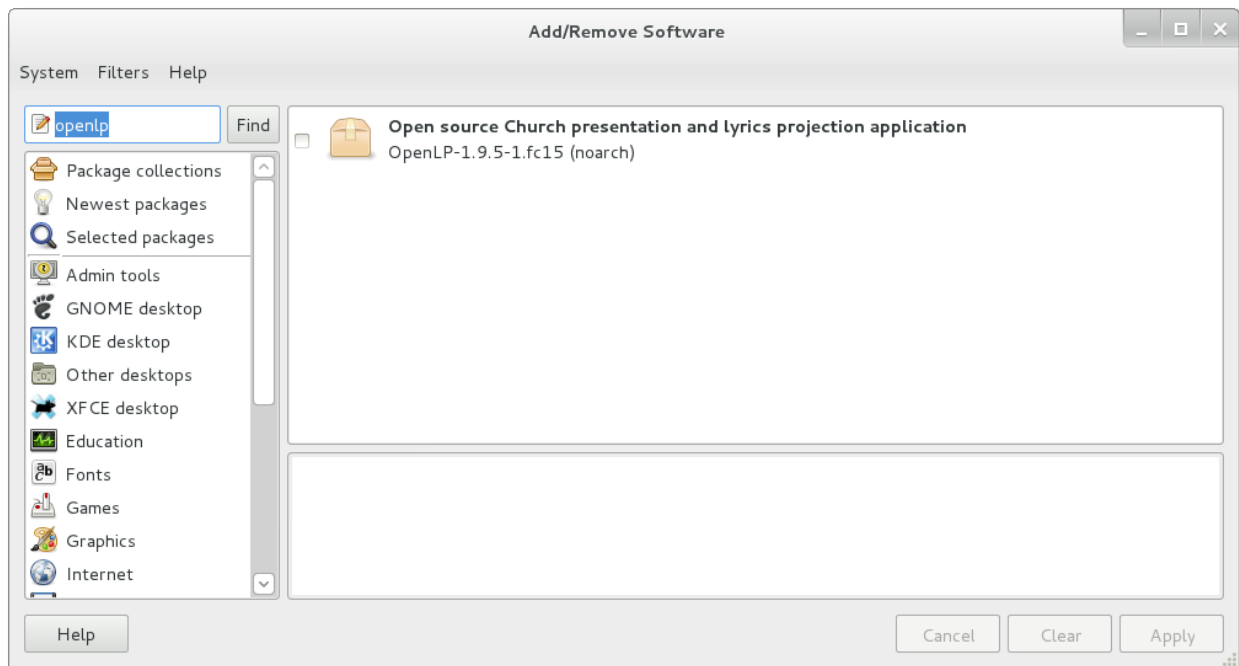 Add/Remove Software
System Filters Help
openlp
Find
Package collections
Newest packages
Selected packages
Admin tools
GNOME desktop
KDE desktop
Other desktops
XFCE desktop
Education
Fonts
Games
Graphics
Internet
Open source Church presentation and lyrics projection application
OpenLP-1.9.5-1.fc15 (noarch)
Help
Cancel
Clear
Apply